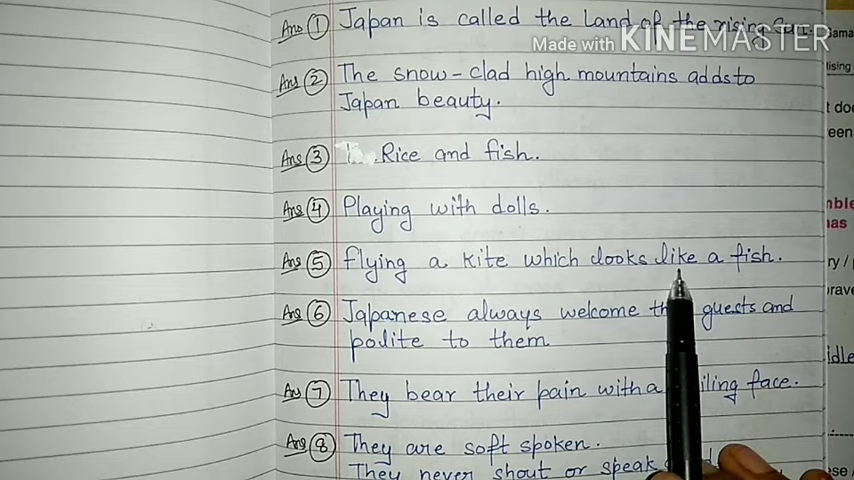 Ans 1 Japan is called the Land of the rising Sun.
Made with KINEMASTER
Ans 2 The snow-clad high mountains adds to
Japan beauty.
Ans 3 Rice and fish.
Ans 4 Playing with dolls.
Ans 5 flying a kite which looks like a fish.
Ans 6 Japanese always welcome the guests and
polite to them
Ans 7 They bear their pain with a iling face.
Ans 8 They are soft spoken.
They never shout or speak